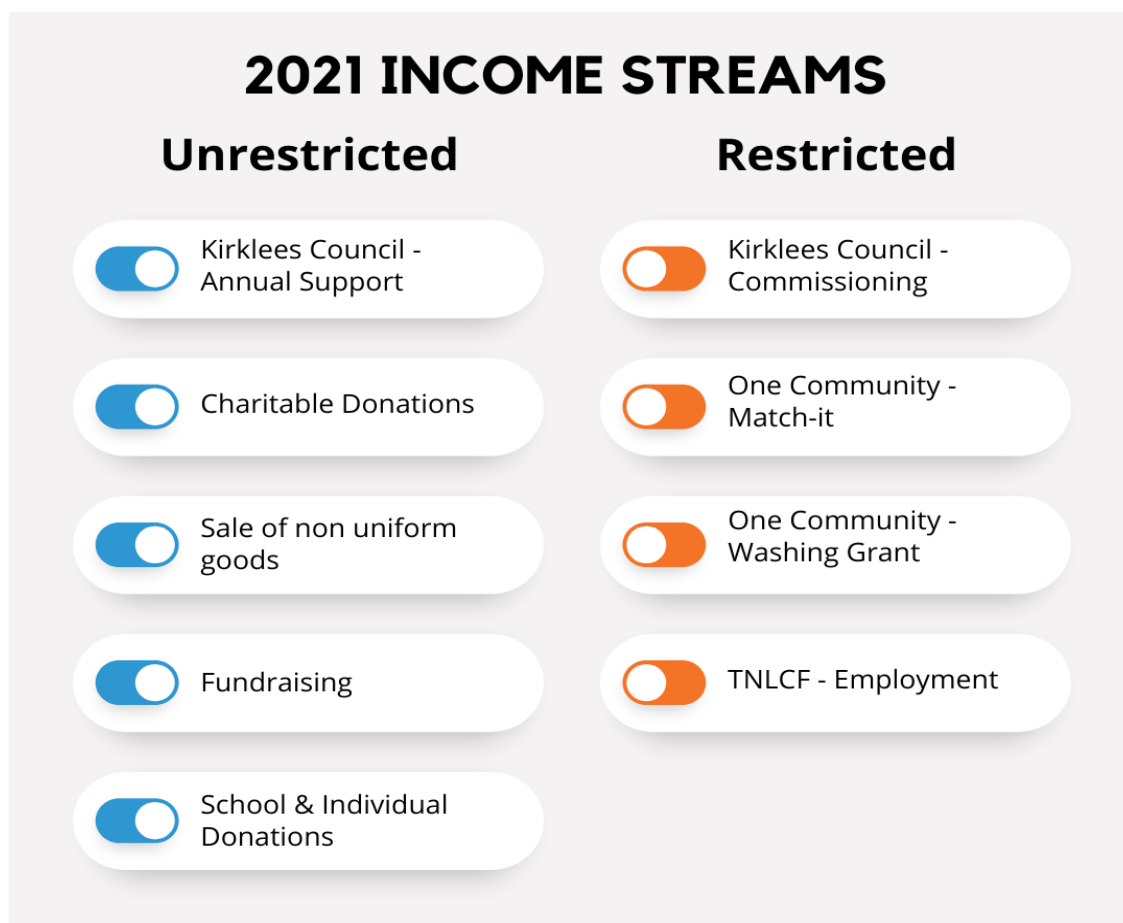 2021 INCOME STREAMS
Unrestricted
Kirklees Council -
Annual Support
Charitable Donations
Sale of non uniform
goods
Fundraising
School & Individual
Donations
Restricted
Kirklees Council -
Commissioning
One Community -
Match-it
One Community -
Washing Grant
TNLCF - Employment